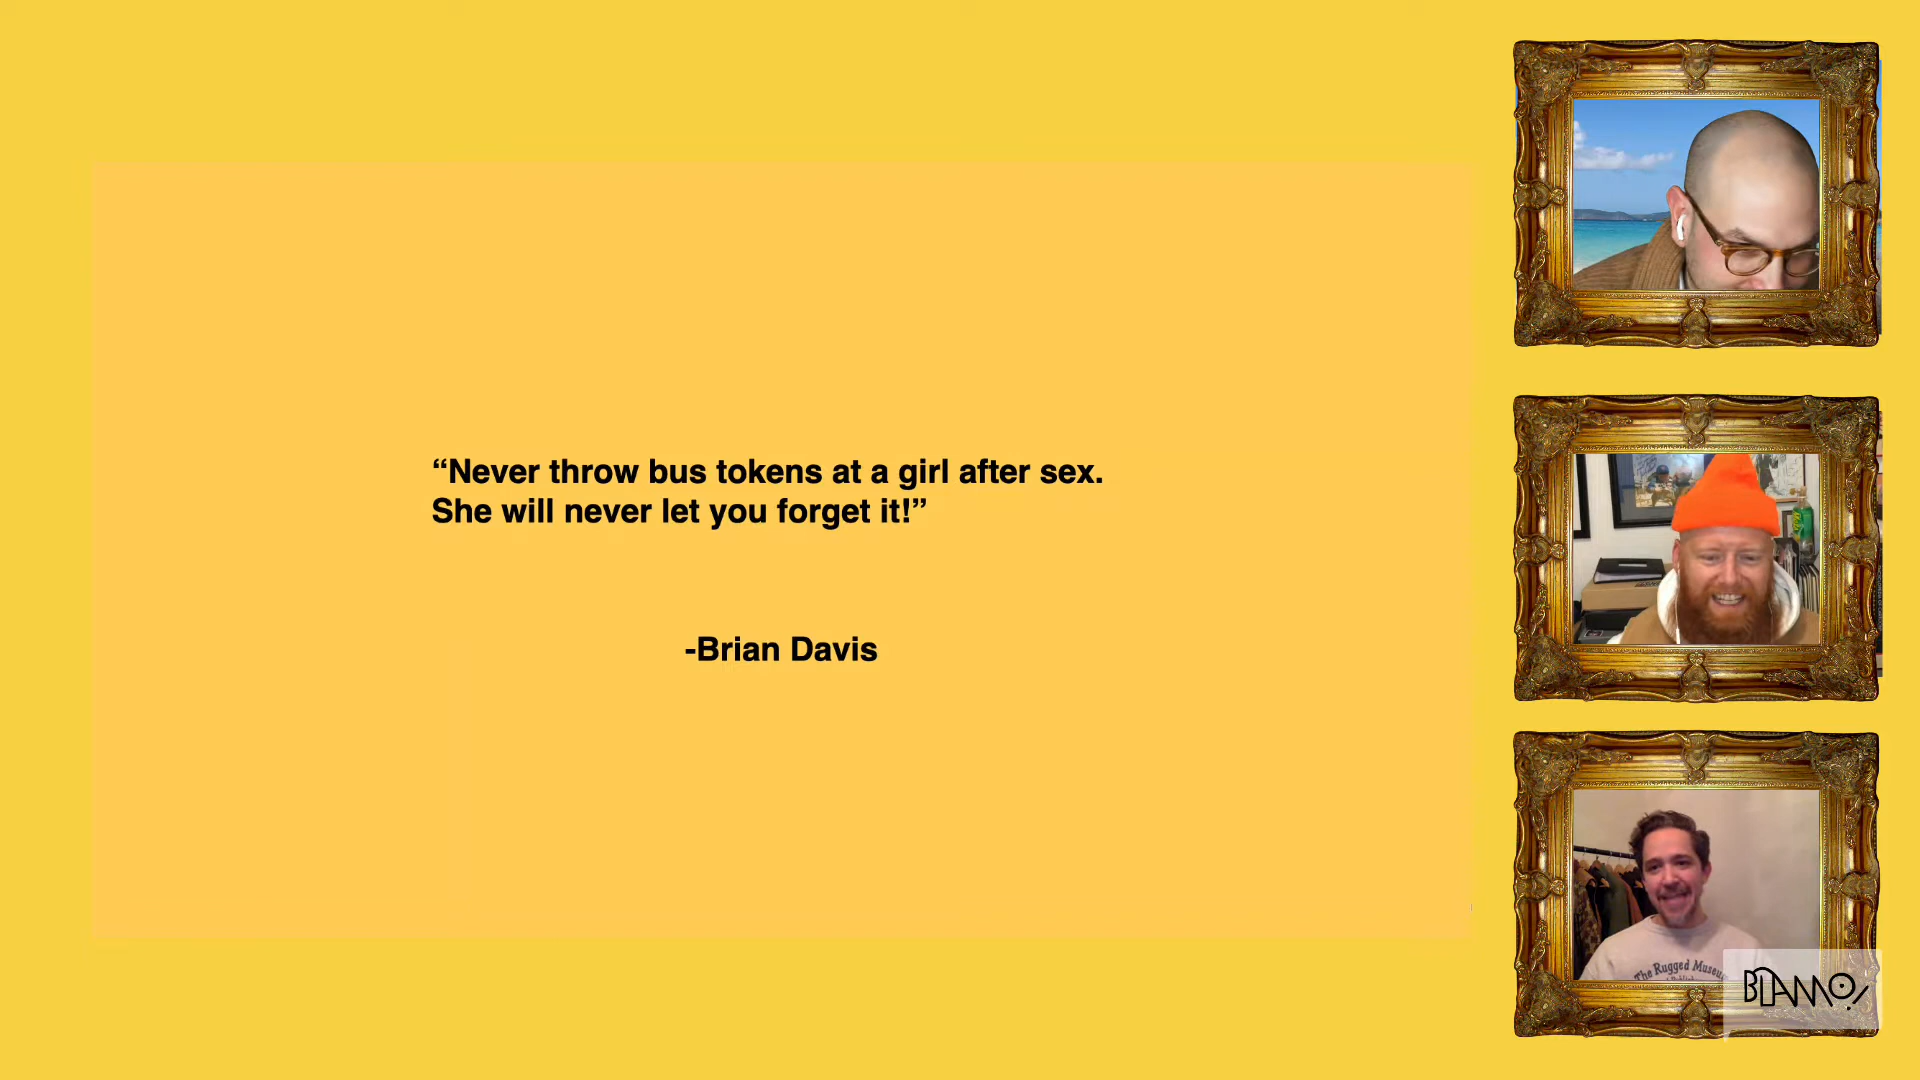 “Never throw bus tokens at a girl after sex.
She will never let you forget it!”
-Brian Davis
The Rugged Museu
BLAMO!